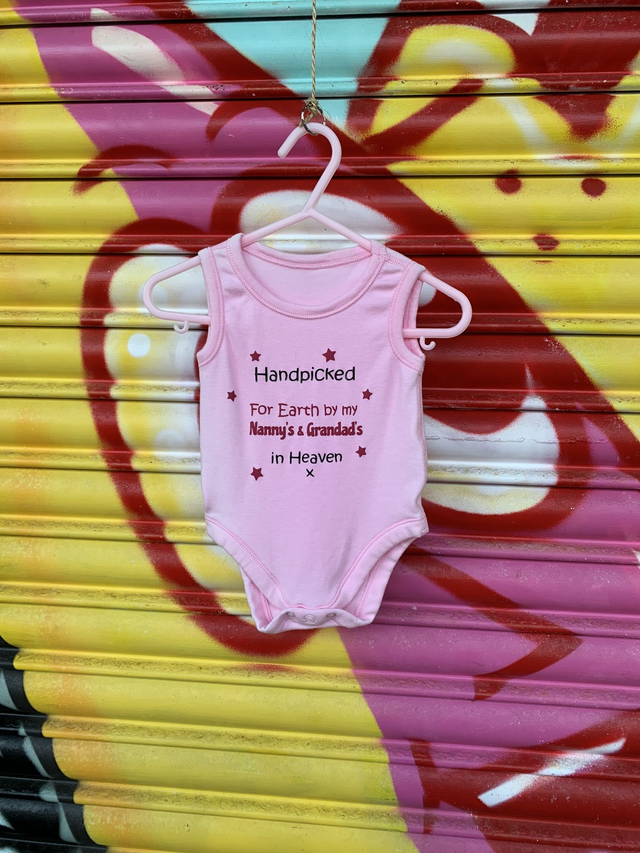 Handpicked
For Earth by my
Nanny's & Grandad's
in Heaven
x